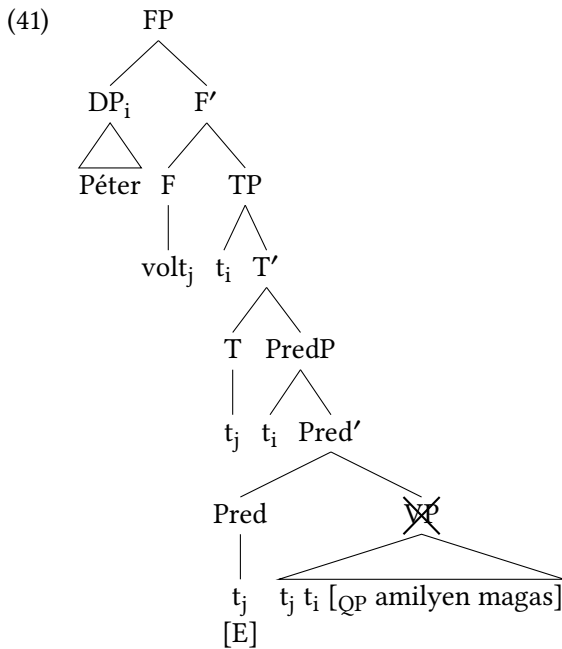 (41) FP
DPᵢ F′
Péter F TP
voltⱼ tᵢ T′
T PredP
tⱼ tᵢ Pred′
Pred VP
tⱼ tⱼ tᵢ [QP amilyen magas]
[E]